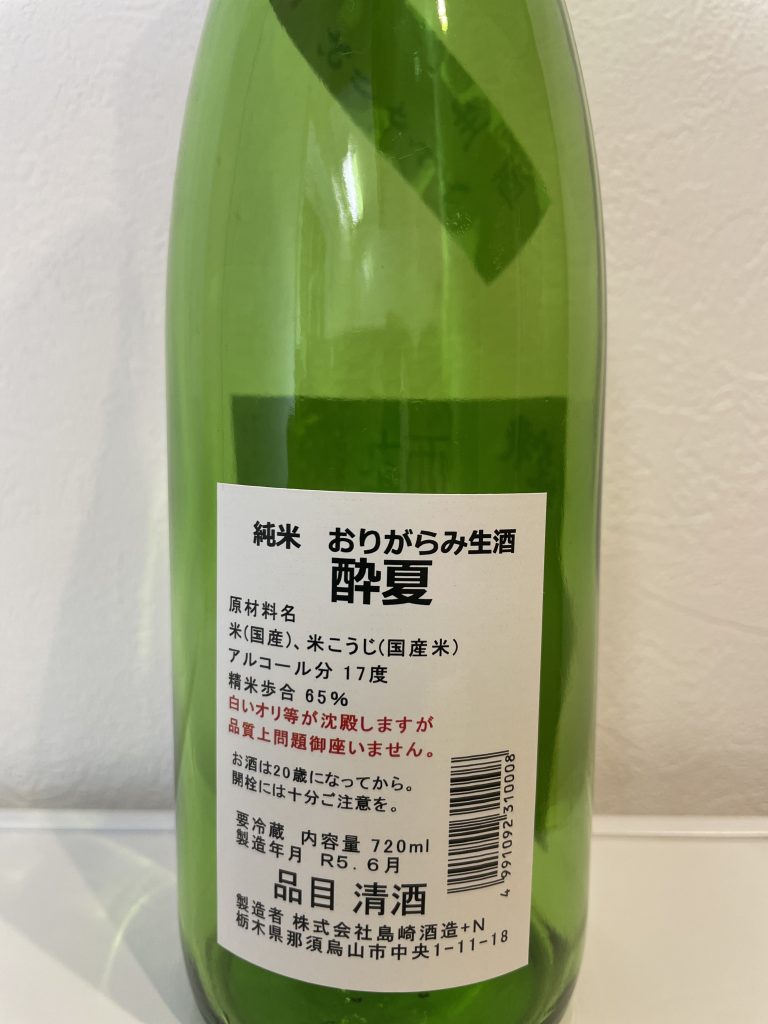 純米 おりがらみ生酒
酔夏
原材料名
米(国産)、米こうじ(国産米)
アルコール分 17度
精米歩合 65%
白いオリ等が沈殿しますが
品質上問題御座いません。
お酒は20歳になってから。
開栓には十分ご注意を。
要冷蔵 内容量 720ml
製造年月 R5.6月
品目 清酒
製造者 株式会社島崎酒造+N
栃木県那須烏山市中央1-11-18
4991092310008